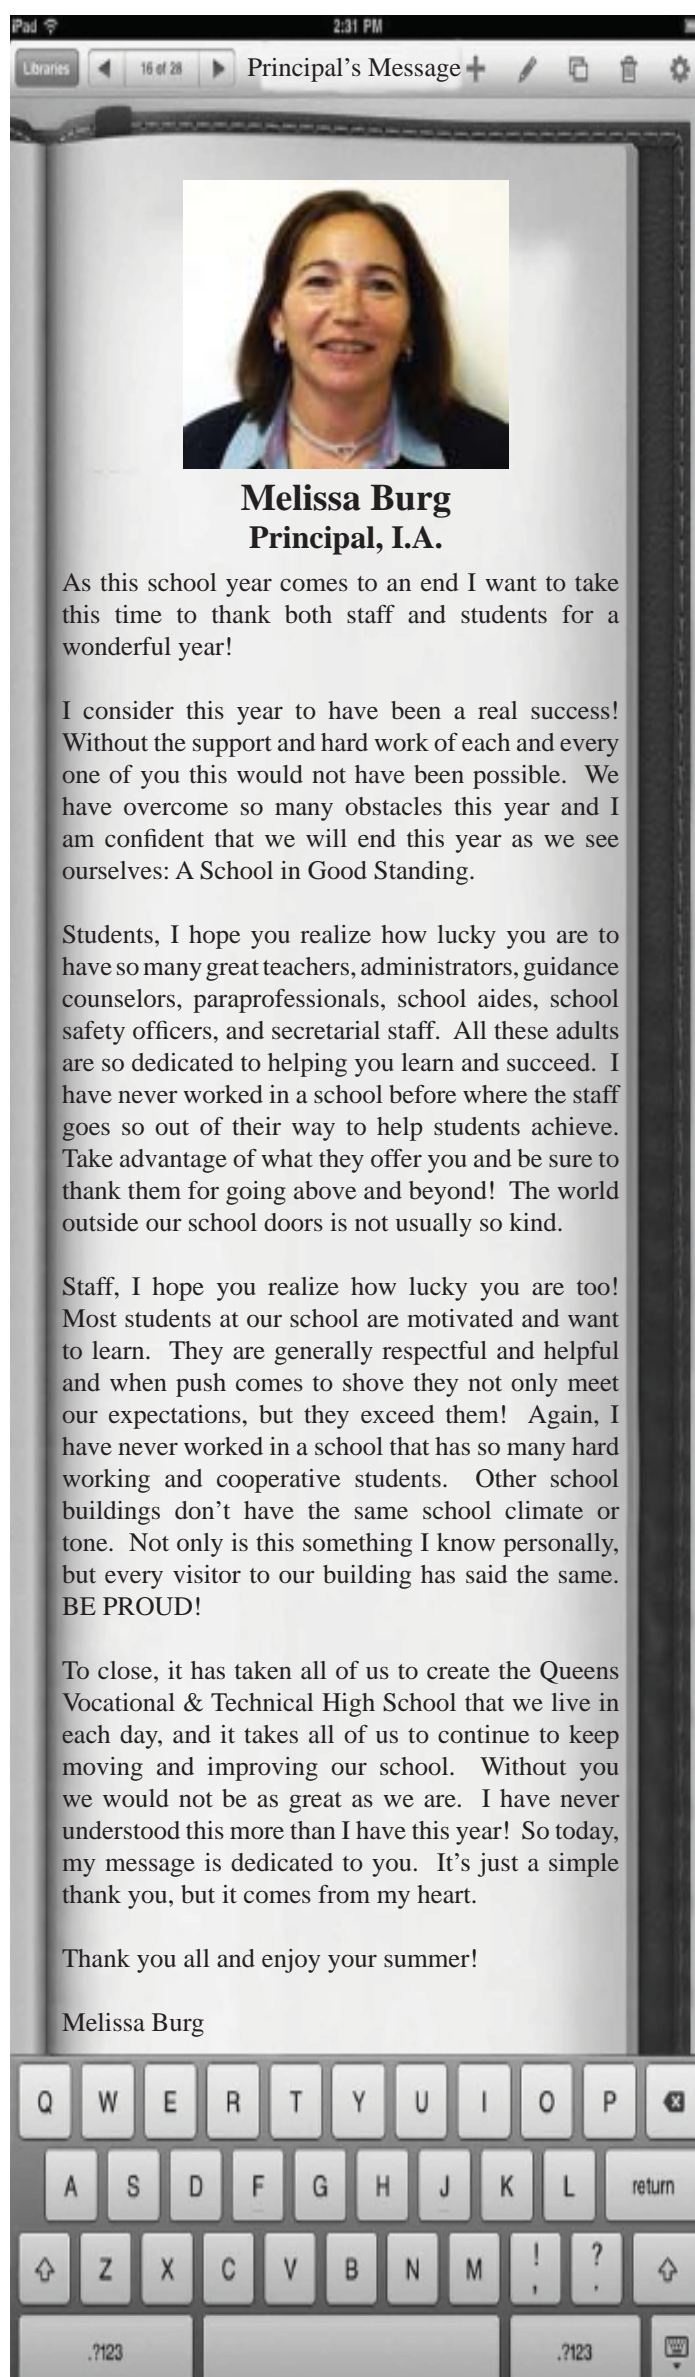 iPad 2:31 PM
Libraries 16 of 28 Principal's Message
Melissa Burg
Principal, I.A.
As this school year comes to an end I want to take
this time to thank both staff and students for a
wonderful year!
I consider this year to have been a real success!
Without the support and hard work of each and every
one of you this would not have been possible. We
have overcome so many obstacles this year and I
am confident that we will end this year as we see
ourselves: A School in Good Standing.
Students, I hope you realize how lucky you are to
have so many great teachers, administrators, guidance
counselors, paraprofessionals, school aides, school
safety officers, and secretarial staff. All these adults
are so dedicated to helping you learn and succeed. I
have never worked in a school before where the staff
goes so out of their way to help students achieve.
Take advantage of what they offer you and be sure to
thank them for going above and beyond! The world
outside our school doors is not usually so kind.
Staff, I hope you realize how lucky you are too!
Most students at our school are motivated and want
to learn. They are generally respectful and helpful
and when push comes to shove they not only meet
our expectations, but they exceed them! Again, I
have never worked in a school that has so many hard
working and cooperative students. Other school
buildings don't have the same school climate or
tone. Not only is this something I know personally,
but every visitor to our building has said the same.
BE PROUD!
To close, it has taken all of us to create the Queens
Vocational & Technical High School that we live in
each day, and it takes all of us to continue to keep
moving and improving our school. Without you
we would not be as great as we are. I have never
understood this more than I have this year! So today,
my message is dedicated to you. It's just a simple
thank you, but it comes from my heart.
Thank you all and enjoy your summer!
Melissa Burg
Q W E R T Y U I O P
A S D F G H J K L return
Z X C V B N M ! , ? .
.?123 .?123